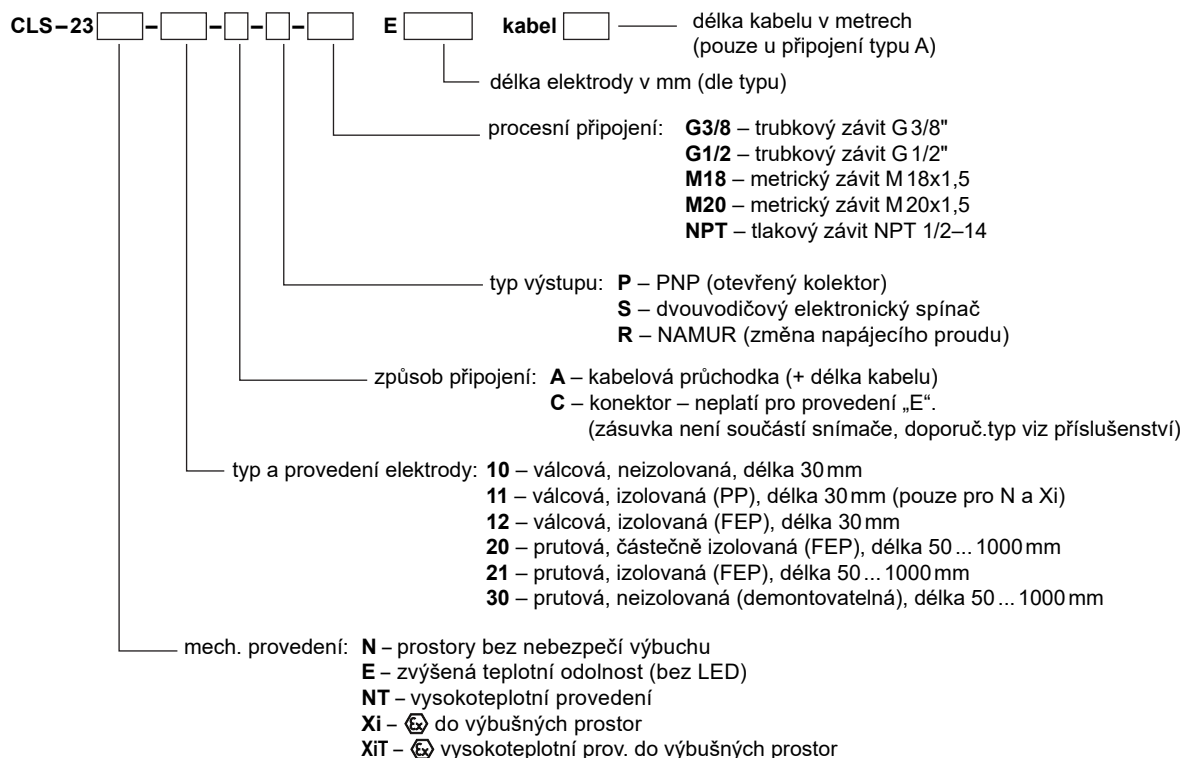 CLS–23 – – – – E kabel délka kabelu v metrech
(pouze u připojení typu A)
délka elektrody v mm (dle typu)
procesní připojení: G3/8 – trubkový závit G 3/8"
G1/2 – trubkový závit G 1/2"
M18 – metrický závit M 18x1,5
M20 – metrický závit M 20x1,5
NPT – tlakový závit NPT 1/2–14
typ výstupu: P – PNP (otevřený kolektor)
S – dvouvodičový elektronický spínač
R – NAMUR (změna napájecího proudu)
způsob připojení: A – kabelová průchodka (+ délka kabelu)
C – konektor – neplatí pro provedení „E“.
(zásuvka není součástí snímače, doporuč.typ viz příslušenství)
typ a provedení elektrody: 10 – válcová, neizolovaná, délka 30 mm
11 – válcová, izolovaná (PP), délka 30 mm (pouze pro N a Xi)
12 – válcová, izolovaná (FEP), délka 30 mm
20 – prutová, částečně izolovaná (FEP), délka 50 ... 1000 mm
21 – prutová, izolovaná (FEP), délka 50 ... 1000 mm
30 – prutová, neizolovaná (demontovatelná), délka 50 ... 1000 mm
mech. provedení: N – prostory bez nebezpečí výbuchu
E – zvýšená teplotní odolnost (bez LED)
NT – vysokoteplotní provedení
Xi – Ex do výbušných prostor
XiT – Ex vysokoteplotní prov. do výbušných prostor